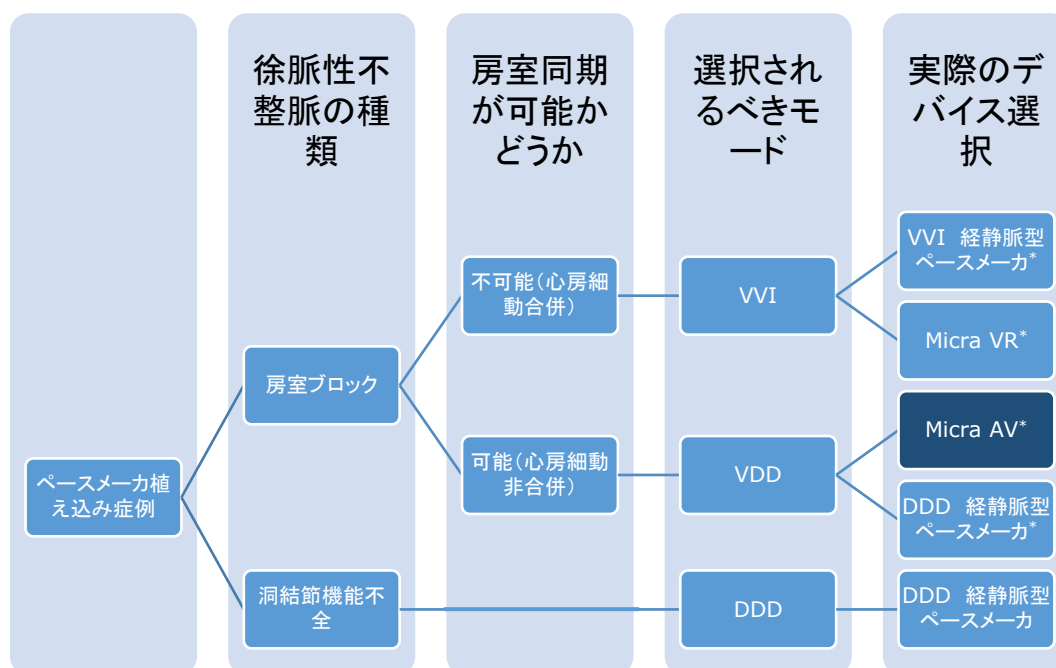 徐脈性不
整脈の種
類
房室同期
が可能か
どうか
選択され
るべきモ
ード
実際のデ
バイス選
択
ペースメーカ植
え込み症例
房室ブロック
洞結節機能不
全
不可能(心房細
動合併)
可能(心房細動
非合併)
VVI
VDD
DDD
VVI 経静脈型
ペースメーカ*
Micra VR*
Micra AV*
DDD 経静脈型
ペースメーカ*
DDD 経静脈型
ペースメーカ